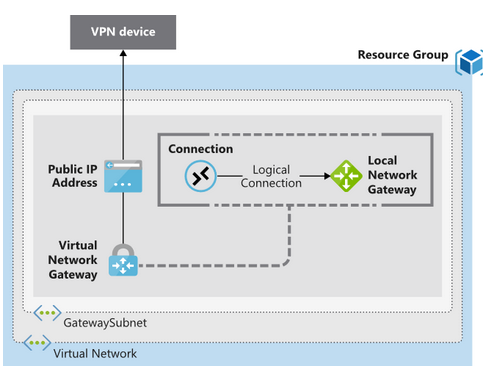 VPN device
Resource Group
Connection
Public IP
Address
Logical
Connection
Local
Network
Gateway
Virtual
Network
Gateway
GatewaySubnet
Virtual Network